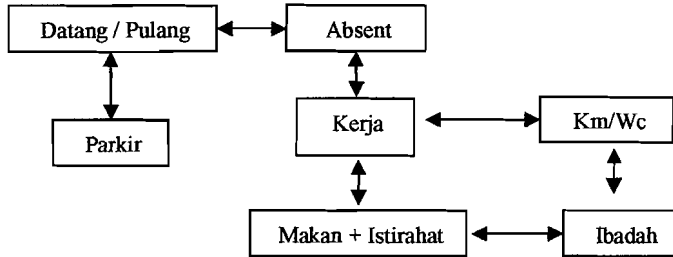 Datang / Pulang
Absent
Parkir
Kerja
Km/Wc
Makan + Istirahat
Ibadah